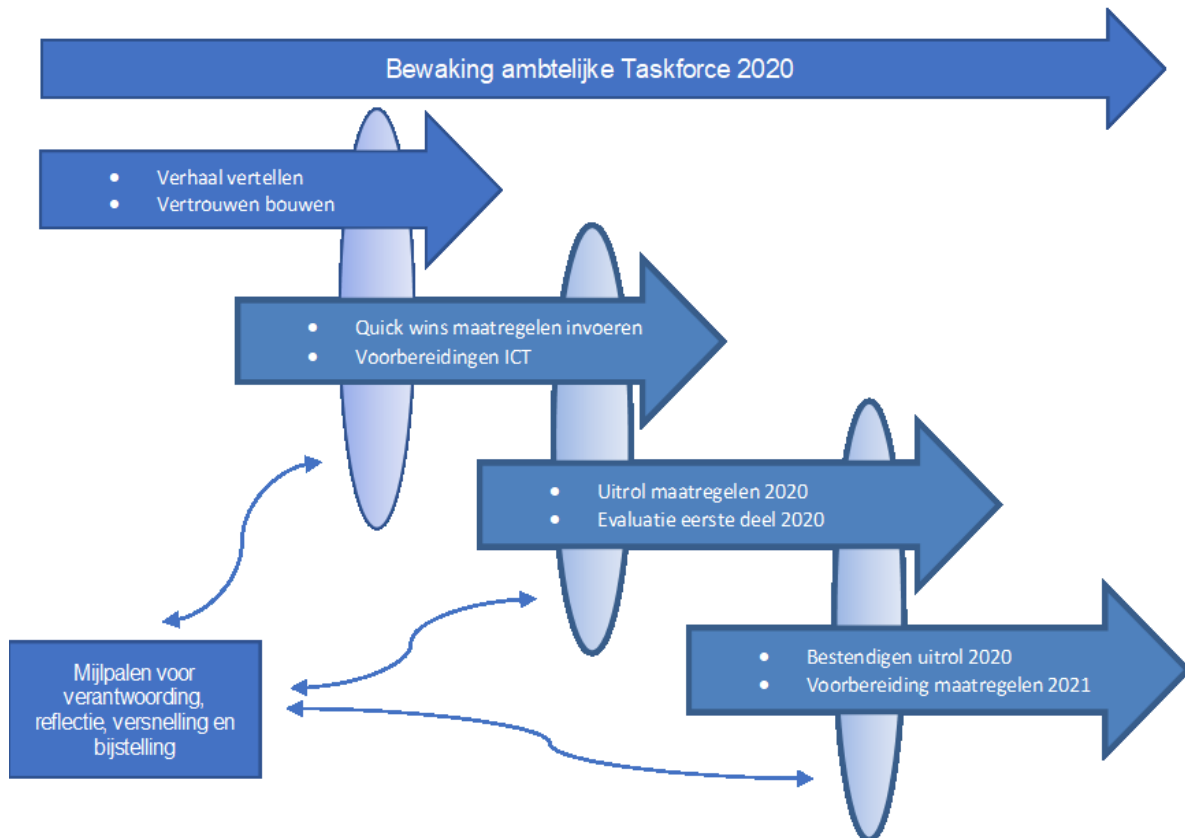 Bewaking ambtelijke Taskforce 2020
• Verhaal vertellen
• Vertrouwen bouwen
• Quick wins maatregelen invoeren
• Voorbereidingen ICT
• Uitrol maatregelen 2020
• Evaluatie eerste deel 2020
• Bestendigen uitrol 2020
• Voorbereiding maatregelen 2021
Mijlpalen voor
verantwoording,
reflectie, versnelling en
bijstelling